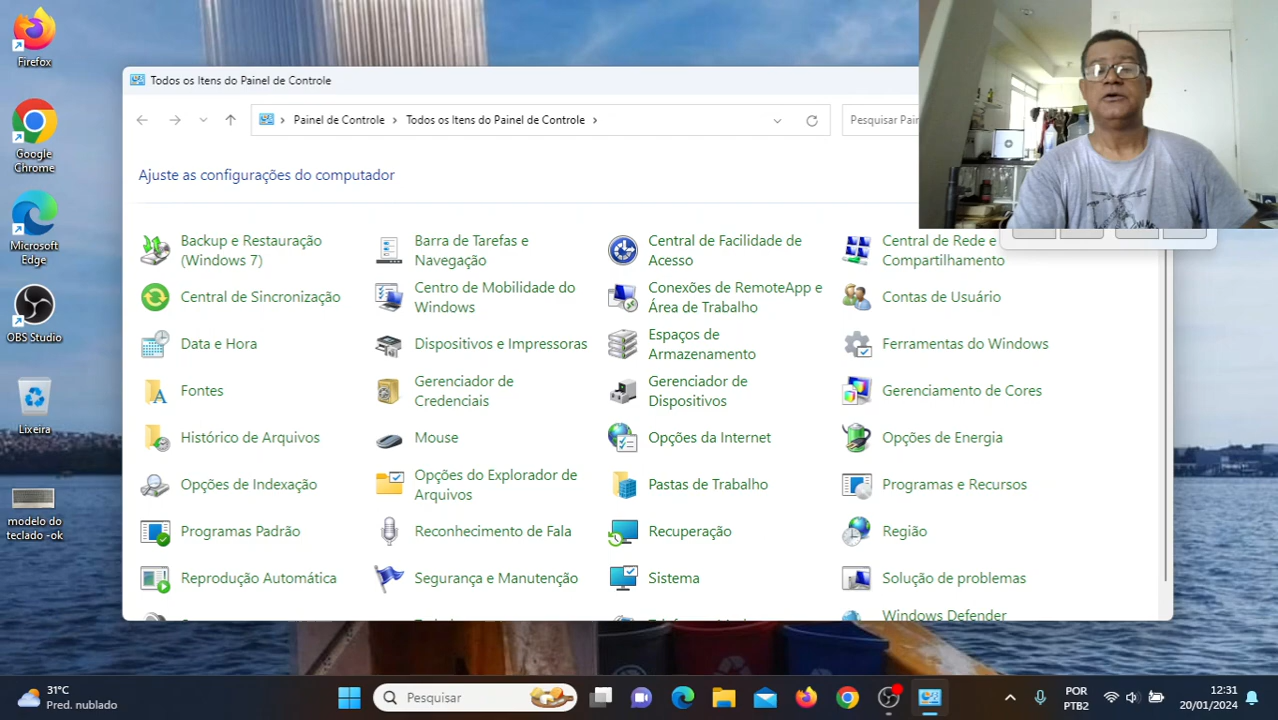 Firefox
Google
Chrome
Microsoft
Edge
OBS Studio
Lixeira
modelo do
teclado -ok
Todos os Itens do Painel de Controle
Painel de Controle
Todos os Itens do Painel de Controle
Pesquisar
Ajuste as configurações do computador
Backup e Restauração
(Windows 7)
Barra de Tarefas e
Navegação
Central de Facilidade de
Acesso
Central de Rede e
Compartilhamento
Central de Sincronização
Centro de Mobilidade do
Windows
Conexões de RemoteApp e
Área de Trabalho
Contas de Usuário
Data e Hora
Dispositivos e Impressoras
Espaços de
Armazenamento
Ferramentas do Windows
Fontes
Gerenciador de
Credenciais
Gerenciador de
Dispositivos
Gerenciamento de Cores
Histórico de Arquivos
Mouse
Opções da Internet
Opções de Energia
Opções de Indexação
Opções do Explorador de
Arquivos
Pastas de Trabalho
Programas e Recursos
Programas Padrão
Reconhecimento de Fala
Recuperação
Região
Reprodução Automática
Segurança e Manutenção
Sistema
Solução de problemas
Windows Defender
31°C
Pred. nublado
Pesquisar
POR
PTB2
12:31
20/01/2024